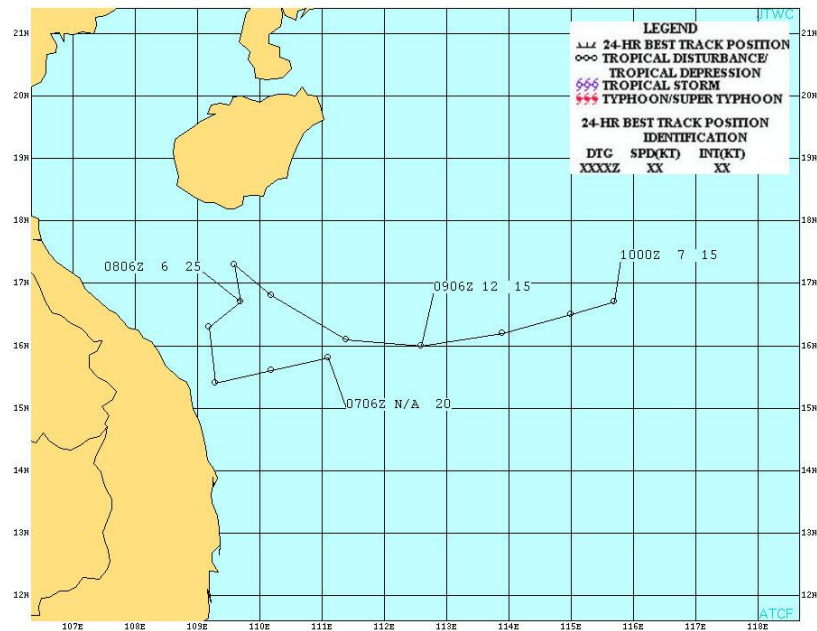 JTWC
LEGEND
24-HR BEST TRACK POSITION
TROPICAL DISTURBANCE/
TROPICAL DEPRESSION
TROPICAL STORM
TYPHOON/SUPER TYPHOON
24-HR BEST TRACK POSITION
IDENTIFICATION
DTG SPD(KT) INT(KT)
XXXXZ XX XX
21N 21N
20N 20N
19N 19N
18N 18N
1000Z 7 15
0806Z 6 25
17N 17N
0906Z 12 15
16N 16N
15N 15N
0706Z N/A 20
14N 14N
13N 13N
12N 12N
ATCF
107E 108E 109E 110E 111E 112E 113E 114E 115E 116E 117E 118E